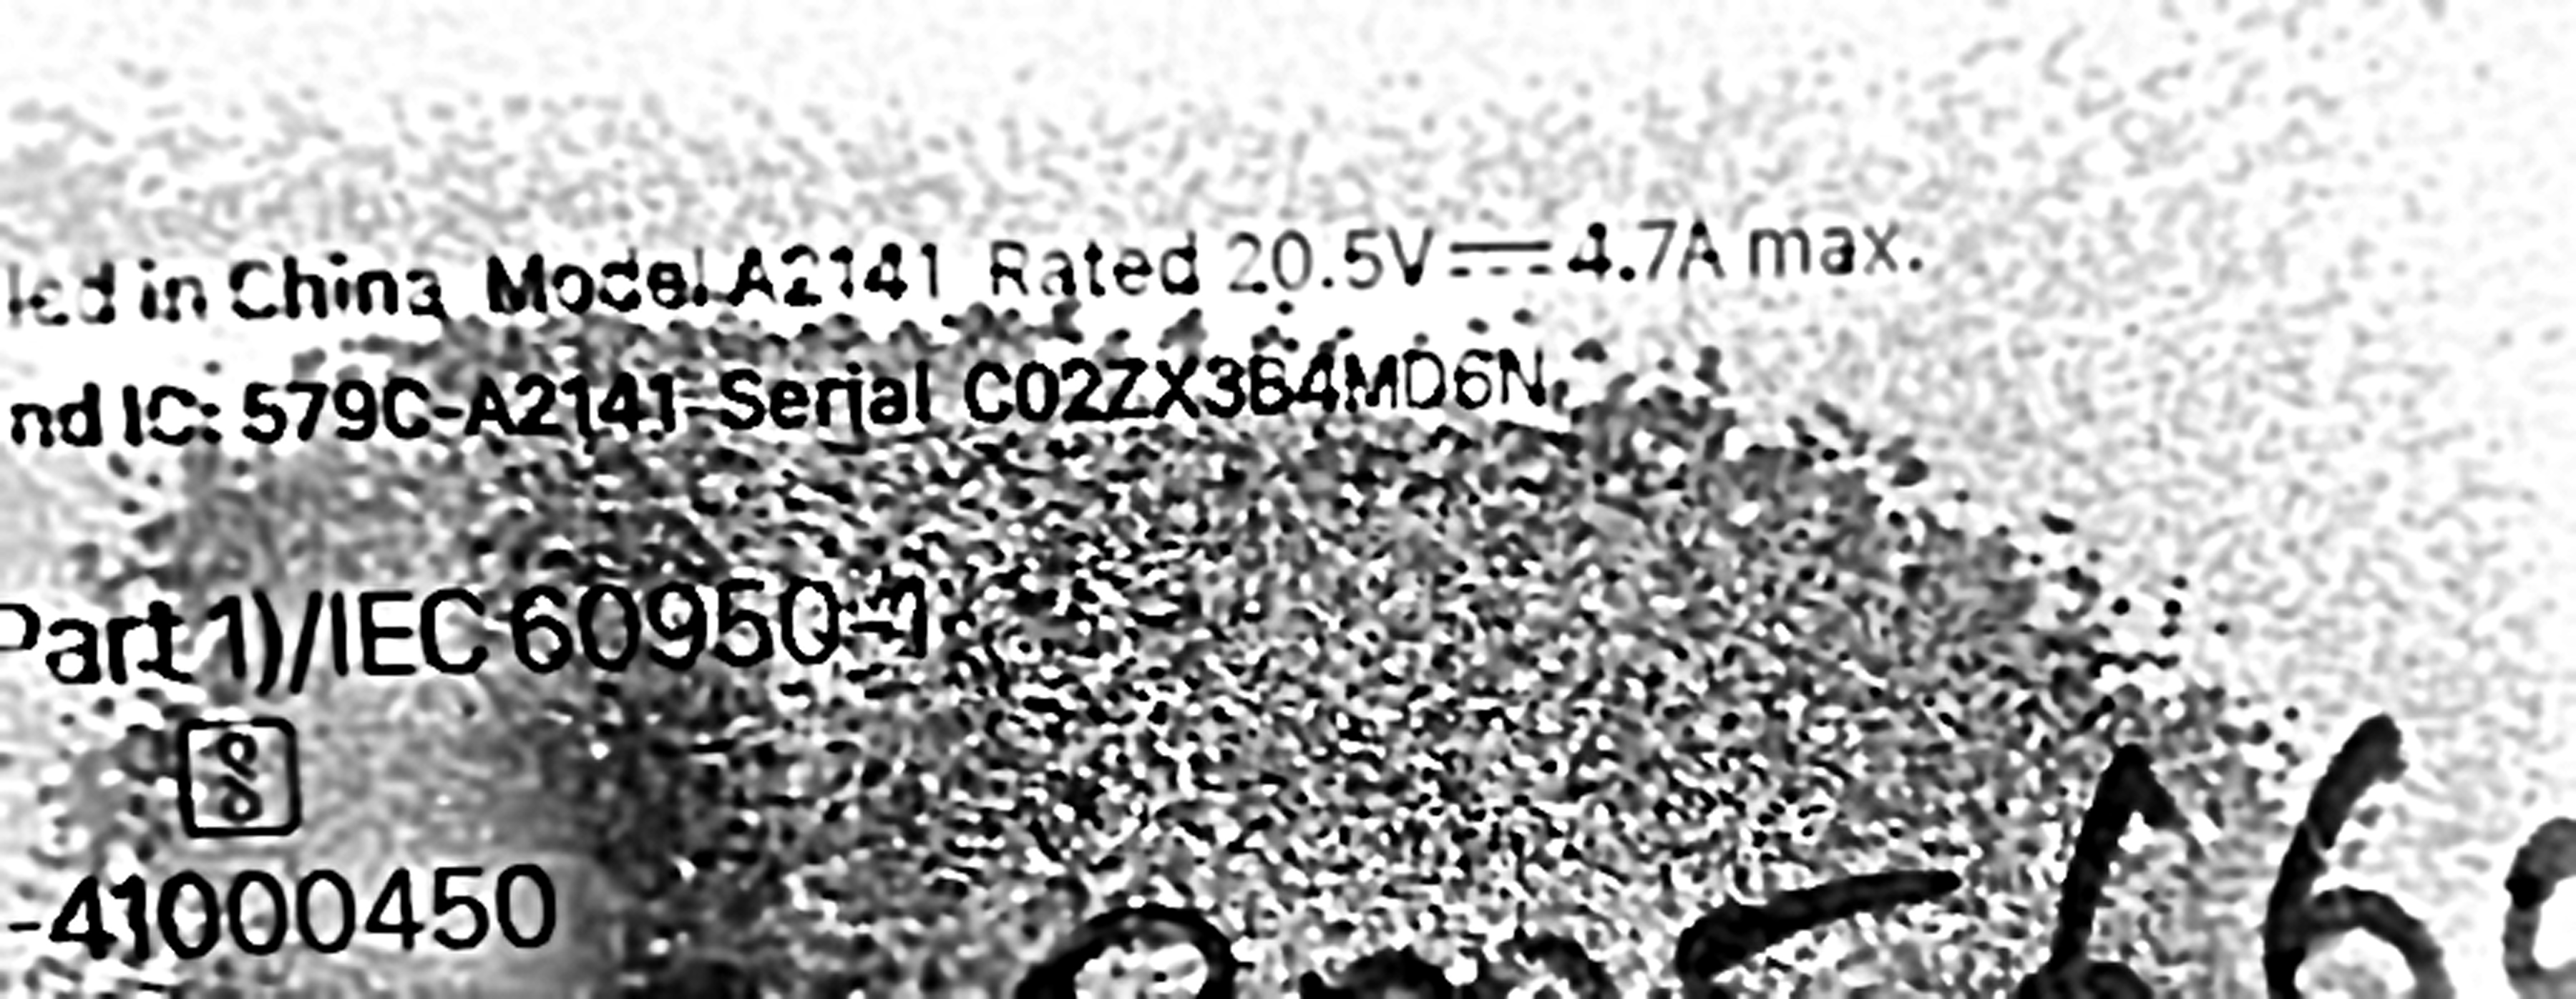 led in China Model A2141 Rated 20.5V⎓4.7A max.
nd IC: 579C-A2141 Serial C02ZX3B4MD6N
Part 1)/IEC 60950-1
-41000450